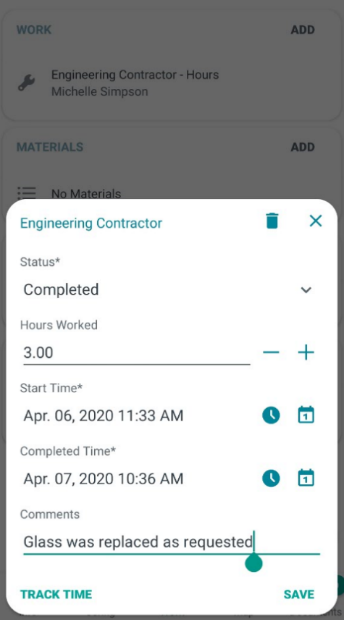 WORK ADD
Engineering Contractor - Hours
Michelle Simpson
MATERIALS ADD
No Materials
Engineering Contractor
Status*
Completed
Hours Worked
3.00
Start Time*
Apr. 06, 2020 11:33 AM
1
Completed Time*
Apr. 07, 2020 10:36 AM
1
Comments
Glass was replaced as requested
TRACK TIME SAVE